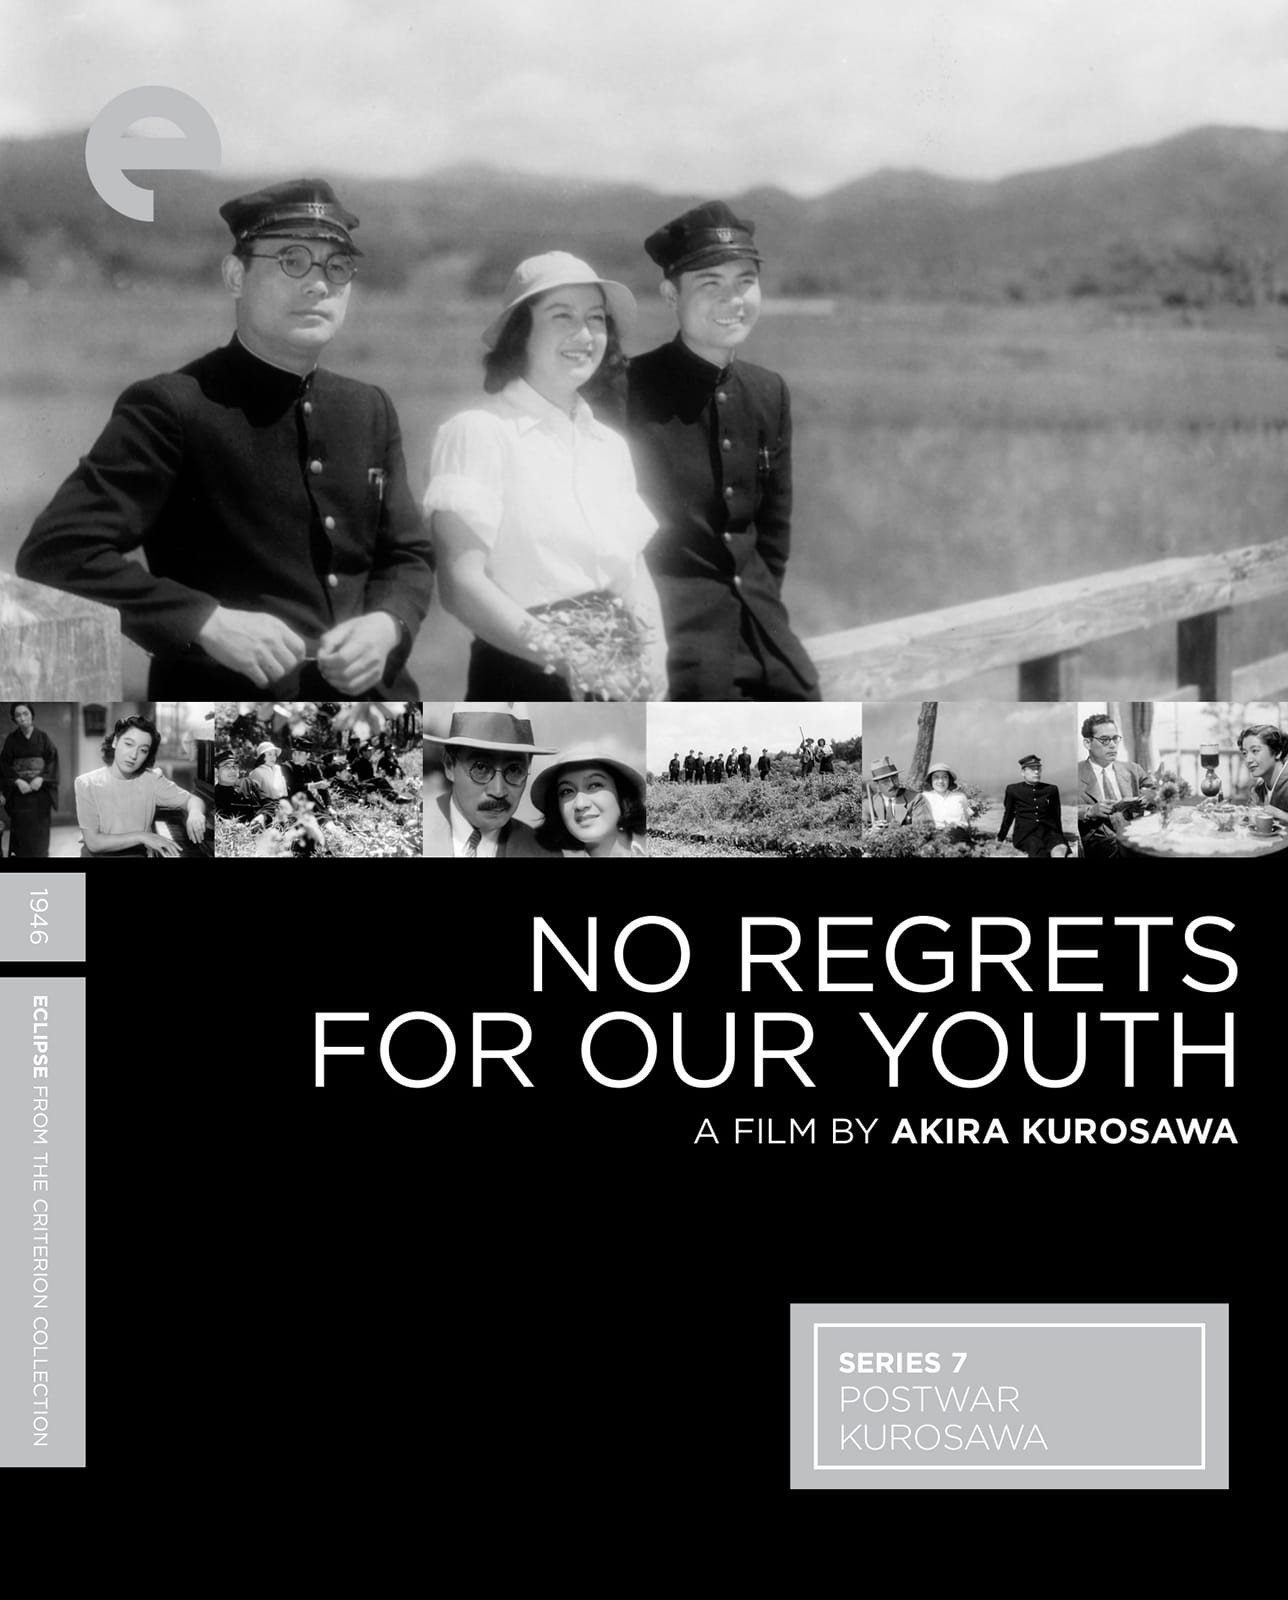 e
1946
ECLIPSE FROM THE CRITERION COLLECTION
NO REGRETS
FOR OUR YOUTH
A FILM BY AKIRA KUROSAWA
SERIES 7
POSTWAR
KUROSAWA